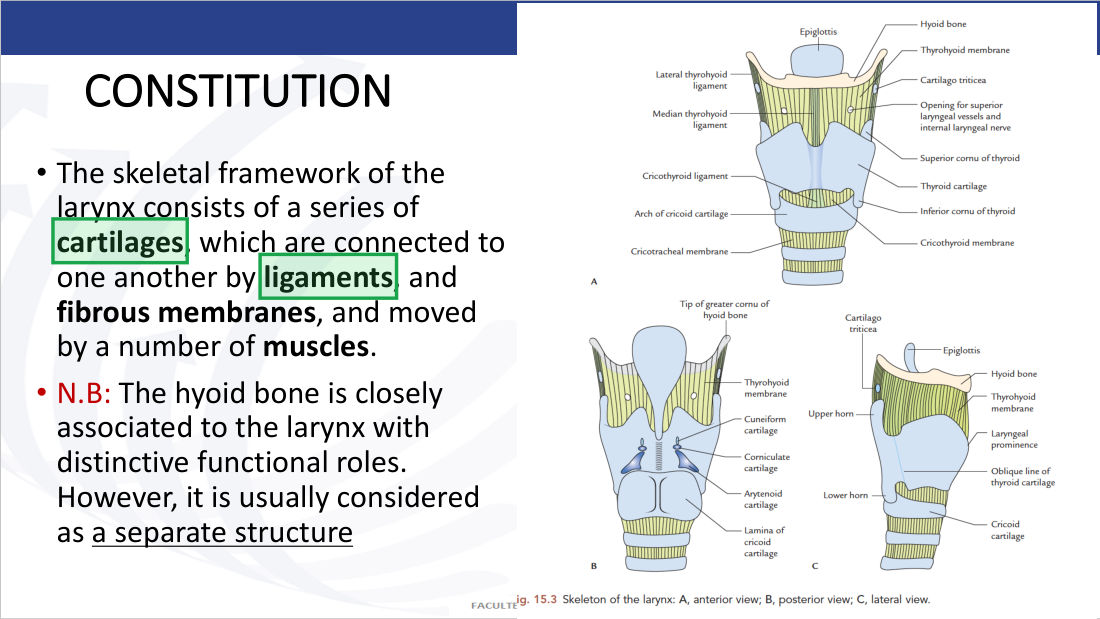 CONSTITUTION
• The skeletal framework of the
larynx consists of a series of
cartilages, which are connected to
one another by ligaments, and
fibrous membranes, and moved
by a number of muscles.
• N.B: The hyoid bone is closely
associated to the larynx with
distinctive functional roles.
However, it is usually considered
as a separate structure
FACULTE
Epiglottis
Lateral thyrohyoid
ligament
Median thyrohyoid
ligament
Cricothyroid ligament
Arch of cricoid cartilage
Cricotracheal membrane
Hyoid bone
Thyrohyoid membrane
Cartilago triticea
Opening for superior
laryngeal vessels and
internal laryngeal nerve
Superior cornu of thyroid
Thyroid cartilage
Inferior cornu of thyroid
Cricothyroid membrane
A
Tip of greater cornu of
hyoid bone
Thyrohyoid
membrane
Cuneiform
cartilage
Corniculate
cartilage
Arytenoid
cartilage
Lamina of
cricoid
cartilage
B
Cartilago
triticea
Epiglottis
Hyoid bone
Thyrohyoid
membrane
Upper horn
Laryngeal
prominence
Oblique line of
thyroid cartilage
Lower horn
Cricoid
cartilage
C
ig. 15.3 Skeleton of the larynx: A, anterior view; B, posterior view; C, lateral view.